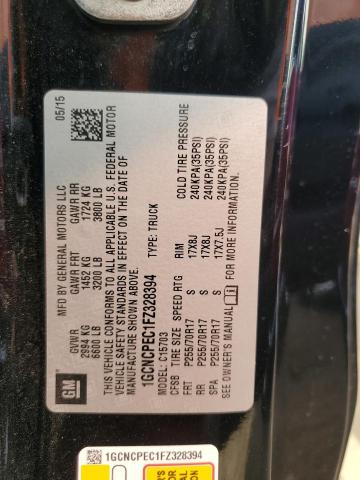 GM
MFD BY GENERAL MOTORS LLC
05/15
GVWR GAWR FRT GAWR RR
2994 KG 1452 KG 1724 KG
6600 LB 3200 LB 3800 LB
THIS VEHICLE CONFORMS TO ALL APPLICABLE U.S. FEDERAL MOTOR
VEHICLE SAFETY STANDARDS IN EFFECT ON THE DATE OF
MANUFACTURE SHOWN ABOVE.
1GCNCPEC1FZ328394 TYPE: TRUCK
MODEL: C15703
CFSB TIRE SIZE SPEED RTG RIM COLD TIRE PRESSURE
FRT P255/70R17 S 17X8J 240KPA(35PSI)
RR P255/70R17 S 17X8J 240KPA(35PSI)
SPA P255/70R17 S 17X7.5J 240KPA(35PSI)
SEE OWNER'S MANUAL FOR MORE INFORMATION.
1GCNCPEC1FZ328394